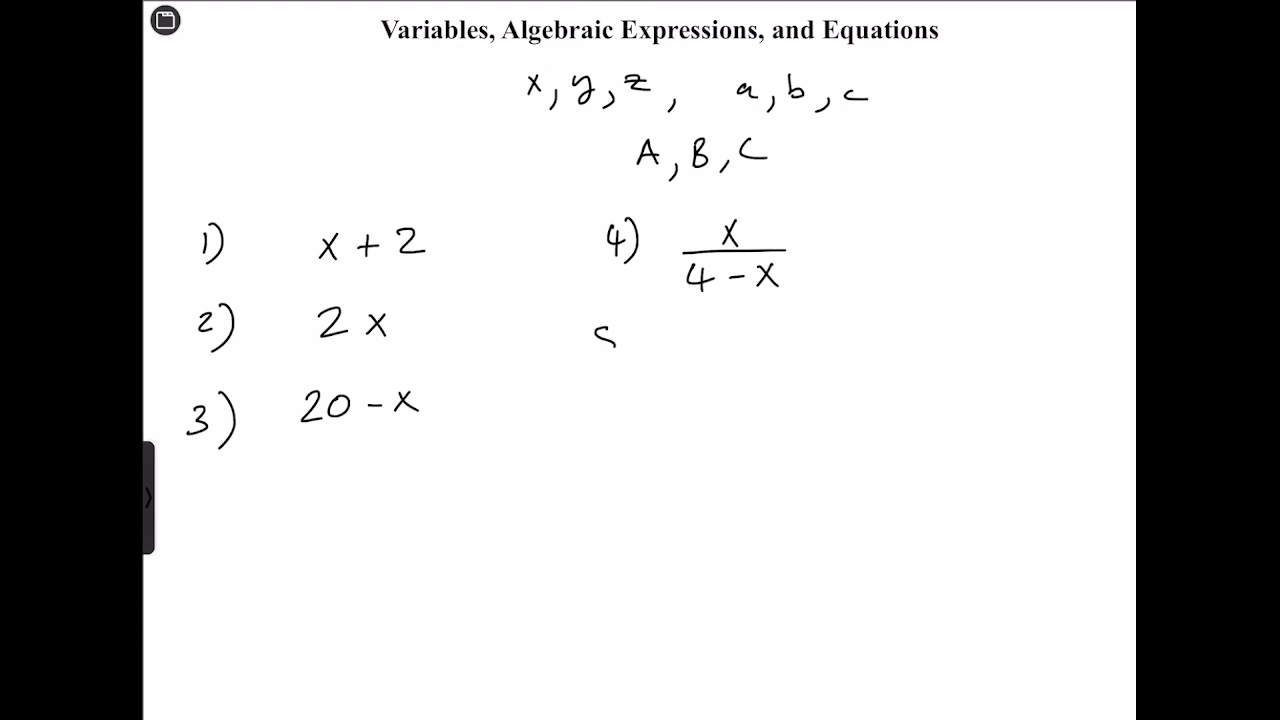 Variables, Algebraic Expressions, and Equations
x, y, z, a, b, c
A, B, C
1) x + 2
2) 2x
3) 20 - x
4) x / (4 - x)